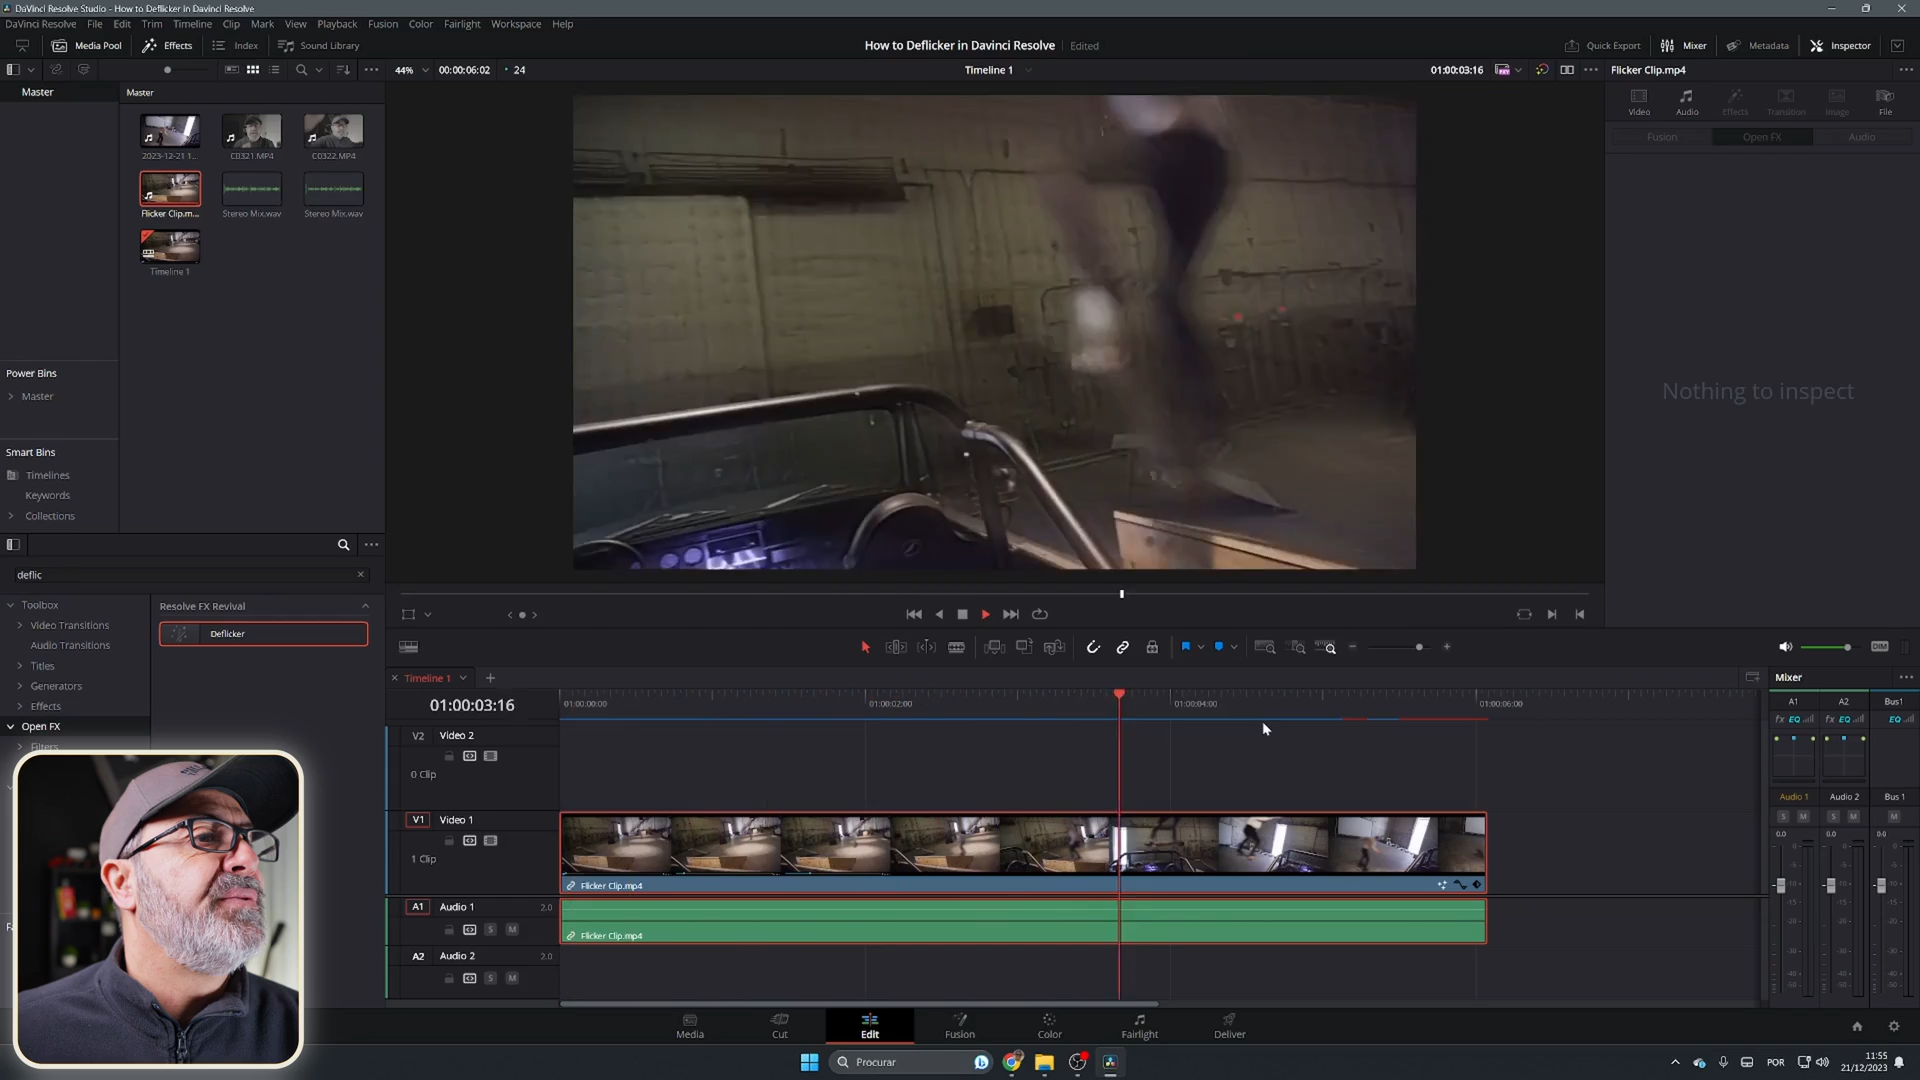 DaVinci Resolve Studio - How to Deflicker in Davinci Resolve
DaVinci Resolve File Edit Trim Timeline Clip Mark View Playback Fusion Color Fairlight Workspace Help
Media Pool Effects Index Sound Library
How to Deflicker in Davinci Resolve Edited
Quick Export Mixer Metadata Inspector
44% 00:00:06:02 24
Timeline 1
01:00:03:16
Flicker Clip.mp4
Master
Master
Video Audio Effects Transition Image File
Fusion Open FX Audio
2023-12-21 1... C0321.MP4 C0322.MP4
Flicker Clip.m... Stereo Mix.wav Stereo Mix.wav
Timeline 1
Nothing to inspect
Power Bins
Master
Smart Bins
Timelines
Keywords
Collections
deflic
Toolbox
Video Transitions
Audio Transitions
Titles
Generators
Effects
Open FX
Filters
Resolve FX Revival
Deflicker
DIM
Timeline 1
01:00:03:16
01:00:00:00 01:00:02:00 01:00:04:00 01:00:06:00
V2 Video 2
0 Clip
V1 Video 1
1 Clip
Flicker Clip.mp4
A1 Audio 1 2.0
S M
Flicker Clip.mp4
A2 Audio 2 2.0
S M
Mixer
A1 A2 Bus1
fx EQ fx EQ EQ
Audio 1 Audio 2 Bus 1
S M S M M
0.0 0.0 0.0
Media Cut Edit Fusion Color Fairlight Deliver
Procurar
POR
11:55
21/12/2023